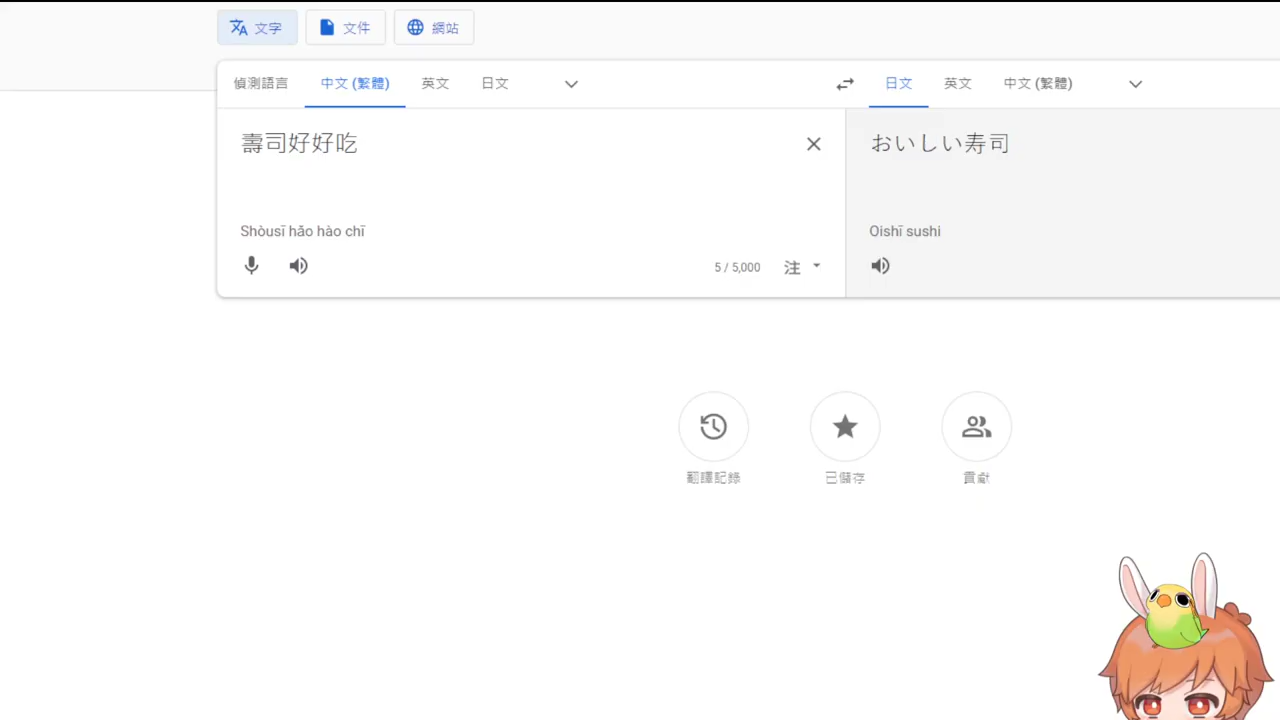 文字 文件 網站
偵測語言 中文 (繁體) 英文 日文 日文 英文 中文 (繁體)
壽司好好吃 おいしい寿司
Shòusī hǎo hào chī Oishī sushi
5 / 5,000 注
翻譯記錄 已儲存 貢獻